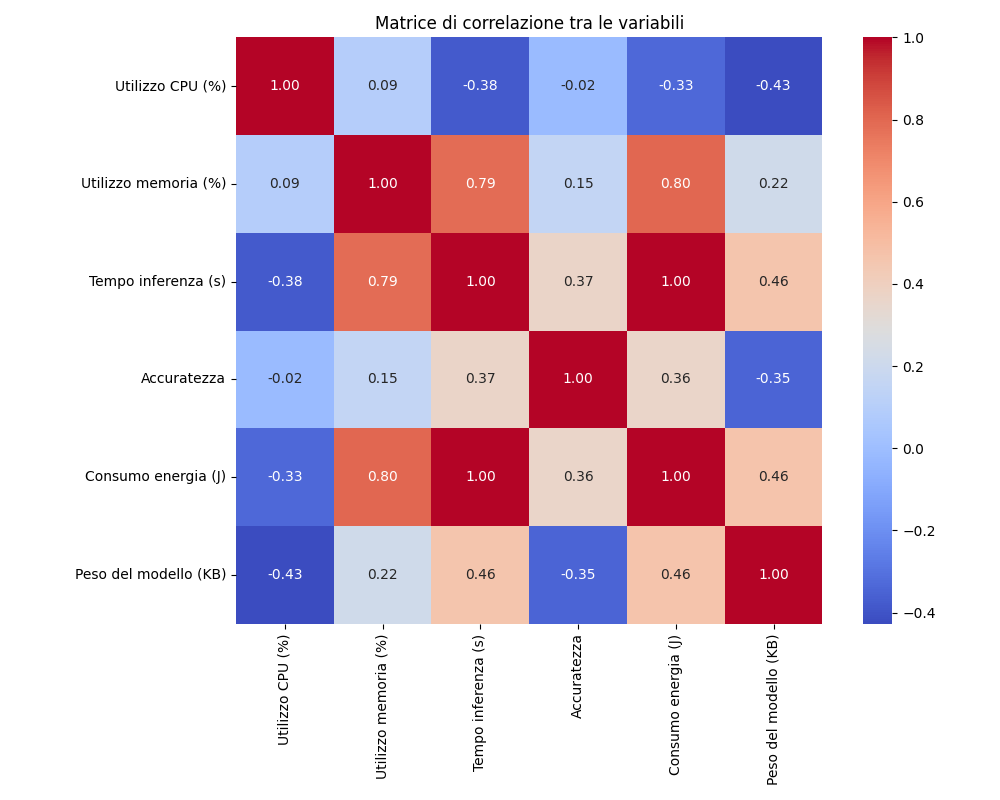 Matrice di correlazione tra le variabili
Utilizzo CPU (%) 1.00 0.09 -0.38 -0.02 -0.33 -0.43
Utilizzo memoria (%) 0.09 1.00 0.79 0.15 0.80 0.22
Tempo inferenza (s) -0.38 0.79 1.00 0.37 1.00 0.46
Accuratezza -0.02 0.15 0.37 1.00 0.36 -0.35
Consumo energia (J) -0.33 0.80 1.00 0.36 1.00 0.46
Peso del modello (KB) -0.43 0.22 0.46 -0.35 0.46 1.00
Utilizzo CPU (%)
Utilizzo memoria (%)
Tempo inferenza (s)
Accuratezza
Consumo energia (J)
Peso del modello (KB)
1.0
0.8
0.6
0.4
0.2
0.0
−0.2
−0.4